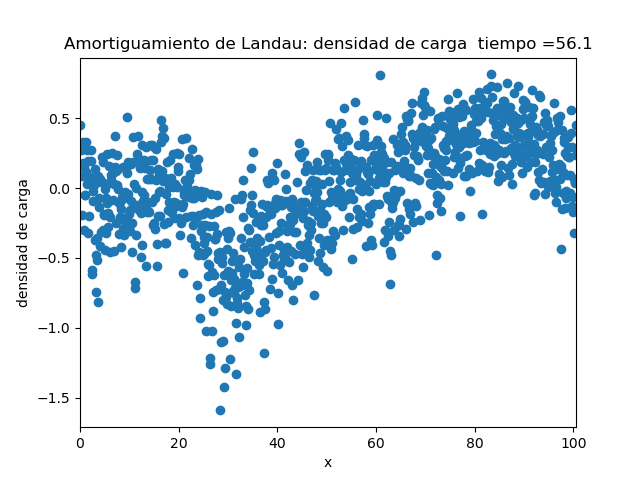 Amortiguamiento de Landau: densidad de carga  tiempo =56.1
densidad de carga
0.5
0.0
−0.5
−1.0
−1.5
0 20 40 60 80 100
x